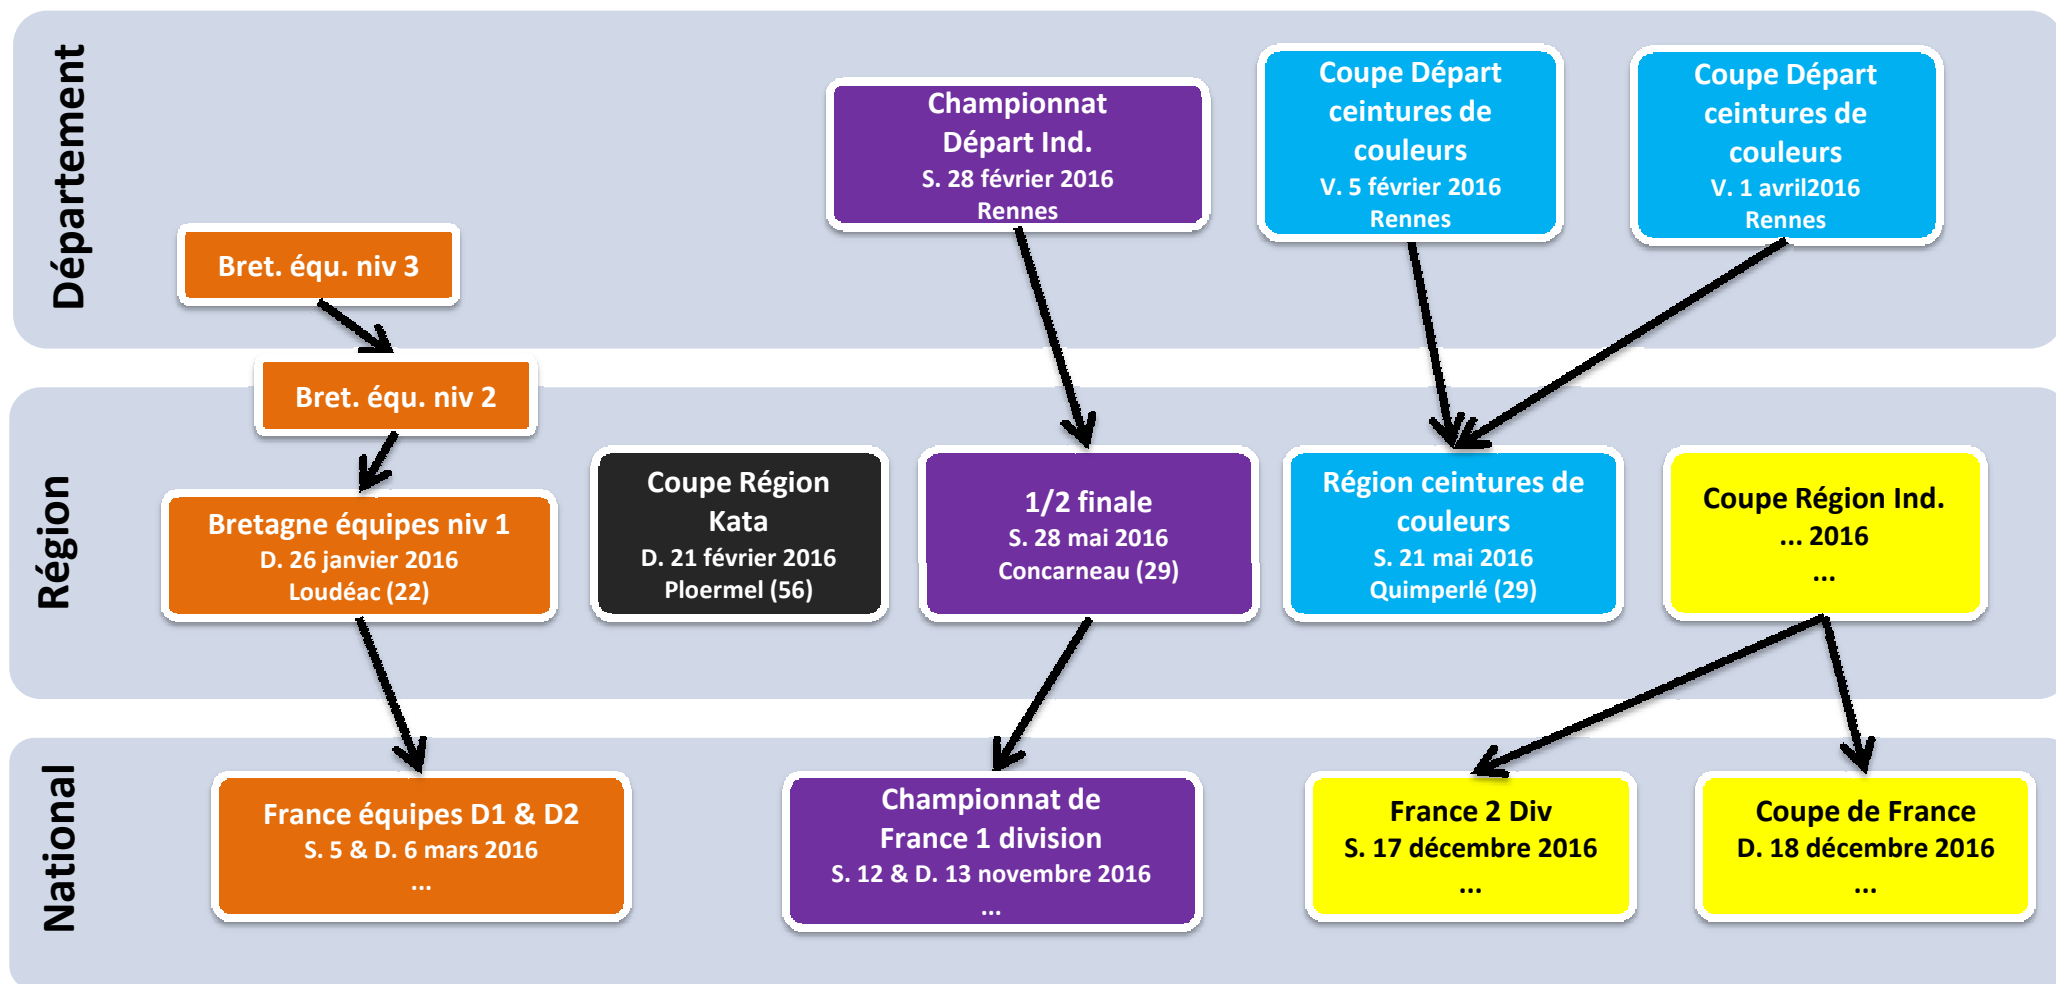 Département
Championnat
Départ Ind.
S. 28 février 2016
Rennes
Coupe Départ
ceintures de
couleurs
V. 5 février 2016
Rennes
Coupe Départ
ceintures de
couleurs
V. 1 avril2016
Rennes
Bret. équ. niv 3
Bret. équ. niv 2
Région
Bretagne équipes niv 1
D. 26 janvier 2016
Loudéac (22)
Coupe Région
Kata
D. 21 février 2016
Ploermel (56)
1/2 finale
S. 28 mai 2016
Concarneau (29)
Région ceintures de
couleurs
S. 21 mai 2016
Quimperlé (29)
Coupe Région Ind.
... 2016
...
National
France équipes D1 & D2
S. 5 & D. 6 mars 2016
...
Championnat de
France 1 division
S. 12 & D. 13 novembre 2016
...
France 2 Div
S. 17 décembre 2016
...
Coupe de France
D. 18 décembre 2016
...